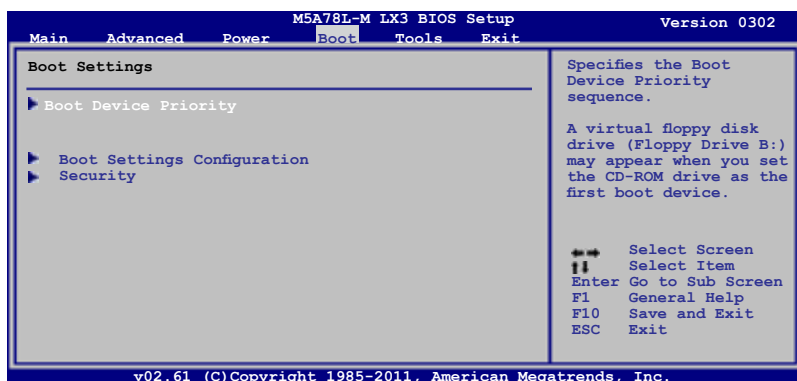 M5A78L-M LX3 BIOS Setup Version 0302
Main Advanced Power Boot Tools Exit
Boot Settings
Boot Device Priority
Boot Settings Configuration
Security
Specifies the Boot
Device Priority
sequence.
A virtual floppy disk
drive (Floppy Drive B:)
may appear when you set
the CD-ROM drive as the
first boot device.
Select Screen
Select Item
Enter Go to Sub Screen
F1 General Help
F10 Save and Exit
ESC Exit
v02.61 (C)Copyright 1985-2011, American Megatrends, Inc.